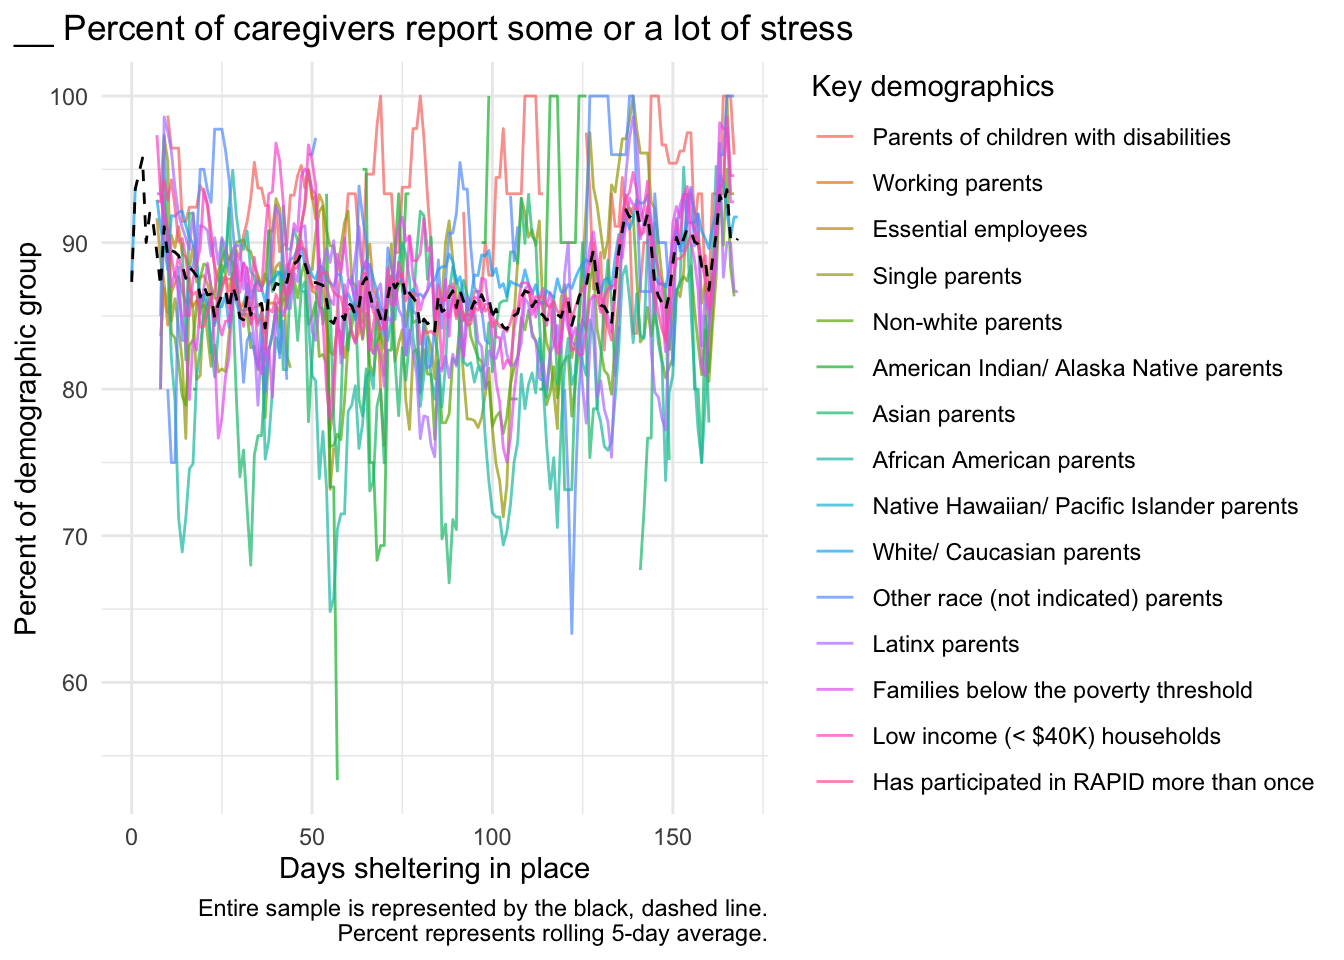 __ Percent of caregivers report some or a lot of stress
Percent of demographic group
100
90
80
70
60
0
50
100
150
Days sheltering in place
Entire sample is represented by the black, dashed line.
Percent represents rolling 5-day average.
Key demographics
Parents of children with disabilities
Working parents
Essential employees
Single parents
Non-white parents
American Indian/ Alaska Native parents
Asian parents
African American parents
Native Hawaiian/ Pacific Islander parents
White/ Caucasian parents
Other race (not indicated) parents
Latinx parents
Families below the poverty threshold
Low income (< $40K) households
Has participated in RAPID more than once